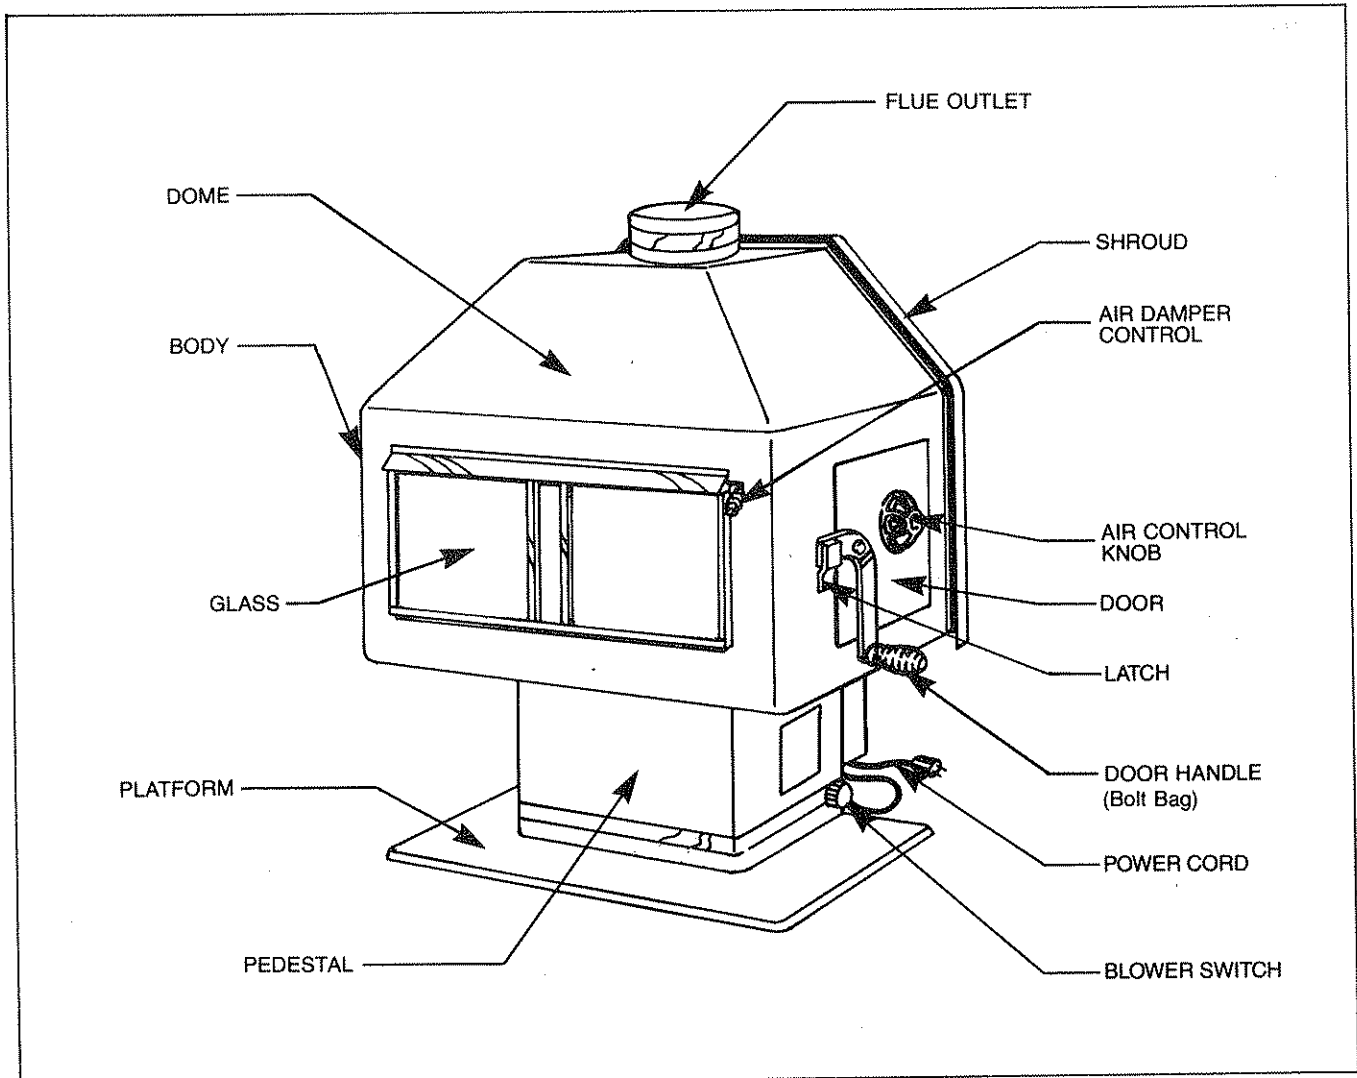 FLUE OUTLET
DOME
SHROUD
AIR DAMPER
CONTROL
BODY
AIR CONTROL
KNOB
GLASS
DOOR
LATCH
DOOR HANDLE
(Bolt Bag)
PLATFORM
POWER CORD
PEDESTAL
BLOWER SWITCH